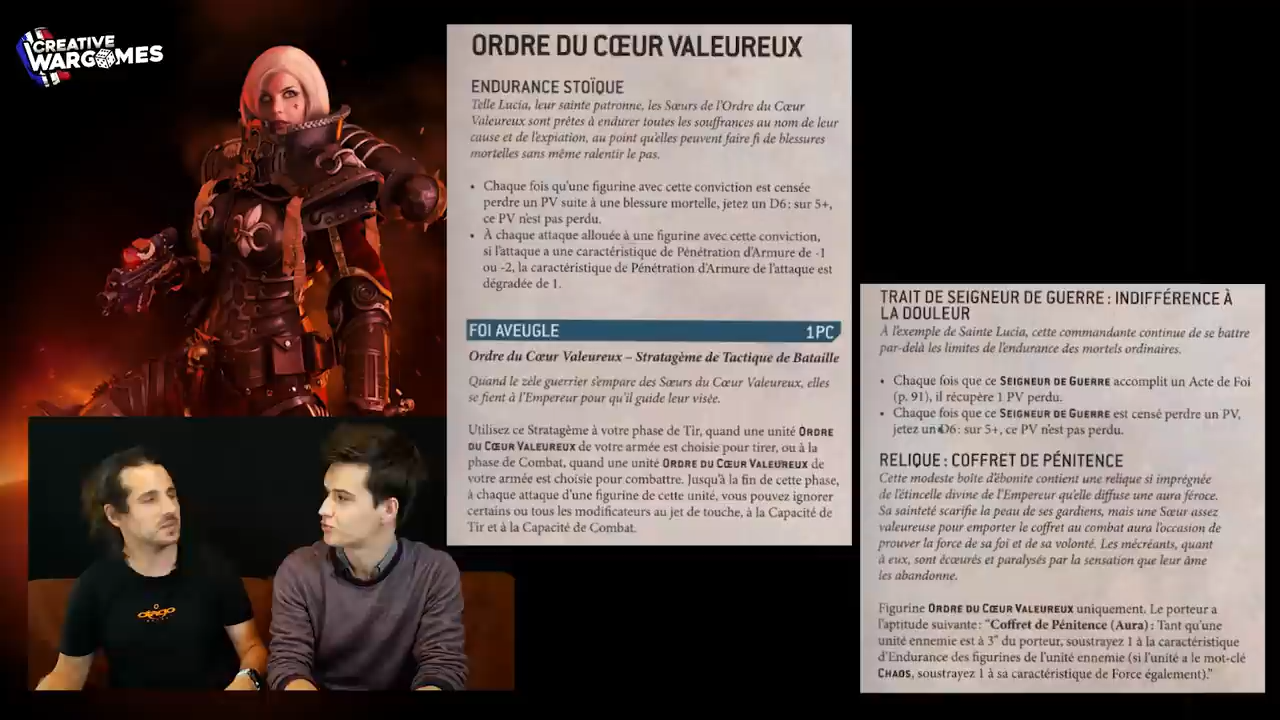 CREATIVE
WARGOMES
ORDRE DU CŒUR VALEUREUX
ENDURANCE STOÏQUE
Telle Lucia, leur sainte patronne, les Sœurs de l'Ordre du Cœur
Valeureux sont prêtes à endurer toutes les souffrances au nom de leur
cause et de l'expiation, au point qu'elles peuvent faire fi de blessures
mortelles sans même ralentir le pas.
• Chaque fois qu'une figurine avec cette conviction est censée
perdre un PV suite à une blessure mortelle, jetez un D6 : sur 5+,
ce PV n'est pas perdu.
• À chaque attaque allouée à une figurine avec cette conviction,
si l'attaque a une caractéristique de Pénétration d'Armure de -1
ou -2, la caractéristique de Pénétration d'Armure de l'attaque est
dégradée de 1.
FOI AVEUGLE 1PC
Ordre du Cœur Valeureux – Stratagème de Tactique de Bataille
Quand le zèle guerrier s'empare des Sœurs du Cœur Valeureux, elles
se fient à l'Empereur pour qu'il guide leur visée.
Utilisez ce Stratagème à votre phase de Tir, quand une unité ORDRE
DU CŒUR VALEUREUX de votre armée est choisie pour tirer, ou à la
phase de Combat, quand une unité ORDRE DU CŒUR VALEUREUX de
votre armée est choisie pour combattre. Jusqu'à la fin de cette phase,
à chaque attaque d'une figurine de cette unité, vous pouvez ignorer
certains ou tous les modificateurs au jet de touche, à la Capacité de
Tir et à la Capacité de Combat.
TRAIT DE SEIGNEUR DE GUERRE : INDIFFÉRENCE À
LA DOULEUR
À l'exemple de Sainte Lucia, cette commandante continue de se battre
par-delà les limites de l'endurance des mortels ordinaires.
• Chaque fois que ce SEIGNEUR DE GUERRE accomplit un Acte de Foi
(p. 91), il récupère 1 PV perdu.
• Chaque fois que ce SEIGNEUR DE GUERRE est censé perdre un PV,
jetez un D6 : sur 5+, ce PV n'est pas perdu.
RELIQUE : COFFRET DE PÉNITENCE
Cette modeste boîte d'ébonite contient une relique si imprégnée
de l'étincelle divine de l'Empereur qu'elle diffuse une aura féroce.
Sa sainteté scarifie la peau de ses gardiens, mais une Sœur assez
valeureuse pour emporter le coffret au combat aura l'occasion de
prouver la force de sa foi et de sa volonté. Les mécréants, quant
à eux, sont écœurés et paralysés par la sensation que leur âme
les abandonne.
Figurine ORDRE DU CŒUR VALEUREUX uniquement. Le porteur a
l'aptitude suivante : "Coffret de Pénitence (Aura) : Tant qu'une
unité ennemie est à 3" du porteur, soustrayez 1 à la caractéristique
d'Endurance des figurines de l'unité ennemie (si l'unité a le mot-clé
CHAOS, soustrayez 1 à sa caractéristique de Force également)."